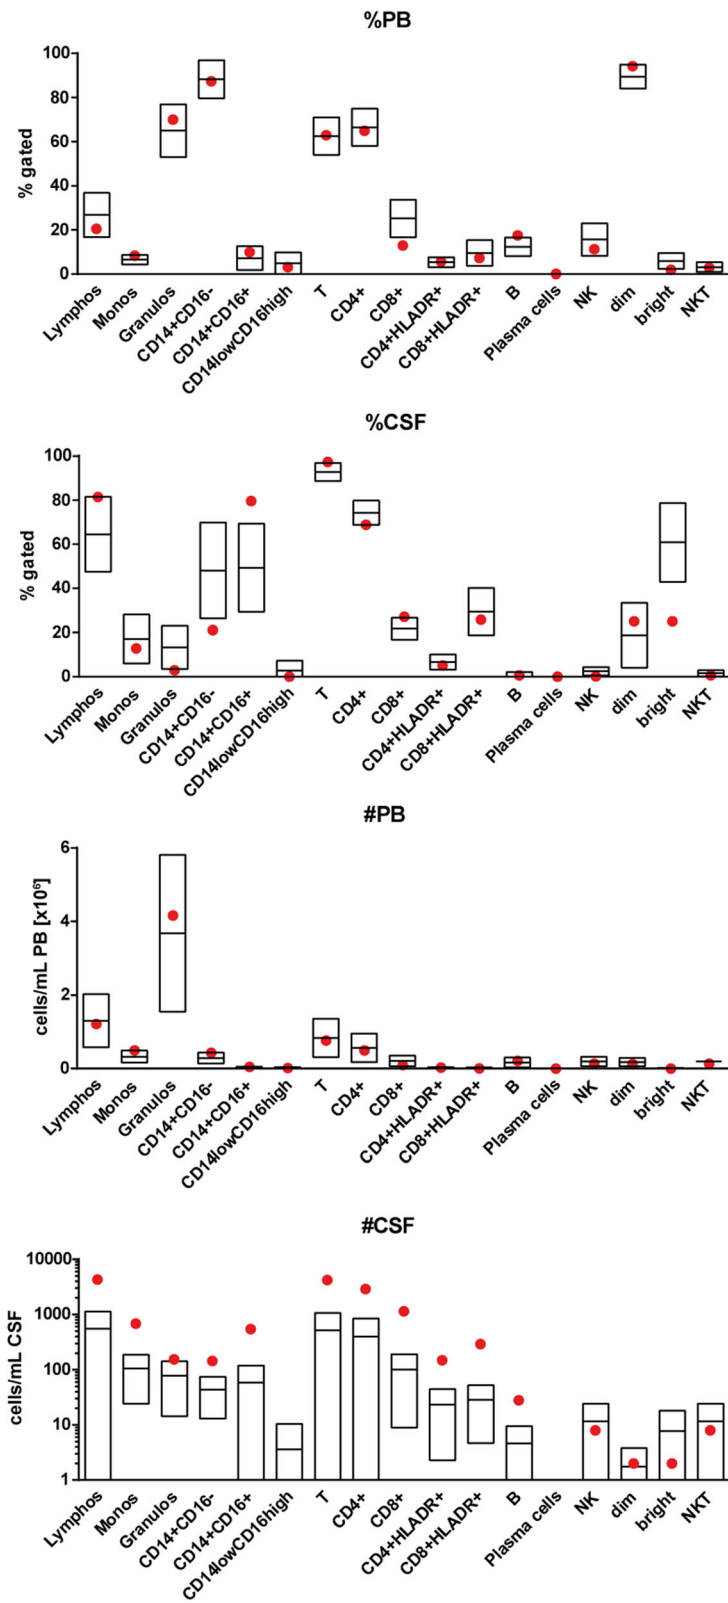 %PB
100
80
60
40
20
0
% gated
Lymphos
Monos
Granulos
CD14+CD16-
CD14+CD16+
CD14lowCD16high
T
CD4+
CD8+
CD4+HLADR+
CD8+HLADR+
B
Plasma cells
NK
dim
bright
NKT
%CSF
100
80
60
40
20
0
% gated
Lymphos
Monos
Granulos
CD14+CD16-
CD14+CD16+
CD14lowCD16high
T
CD4+
CD8+
CD4+HLADR+
CD8+HLADR+
B
Plasma cells
NK
dim
bright
NKT
#PB
6
4
2
0
cells/mL PB [x10⁶]
Lymphos
Monos
Granulos
CD14+CD16-
CD14+CD16+
CD14lowCD16high
T
CD4+
CD8+
CD4+HLADR+
CD8+HLADR+
B
Plasma cells
NK
dim
bright
NKT
#CSF
10000
1000
100
10
1
cells/mL CSF
Lymphos
Monos
Granulos
CD14+CD16-
CD14+CD16+
CD14lowCD16high
T
CD4+
CD8+
CD4+HLADR+
CD8+HLADR+
B
Plasma cells
NK
dim
bright
NKT